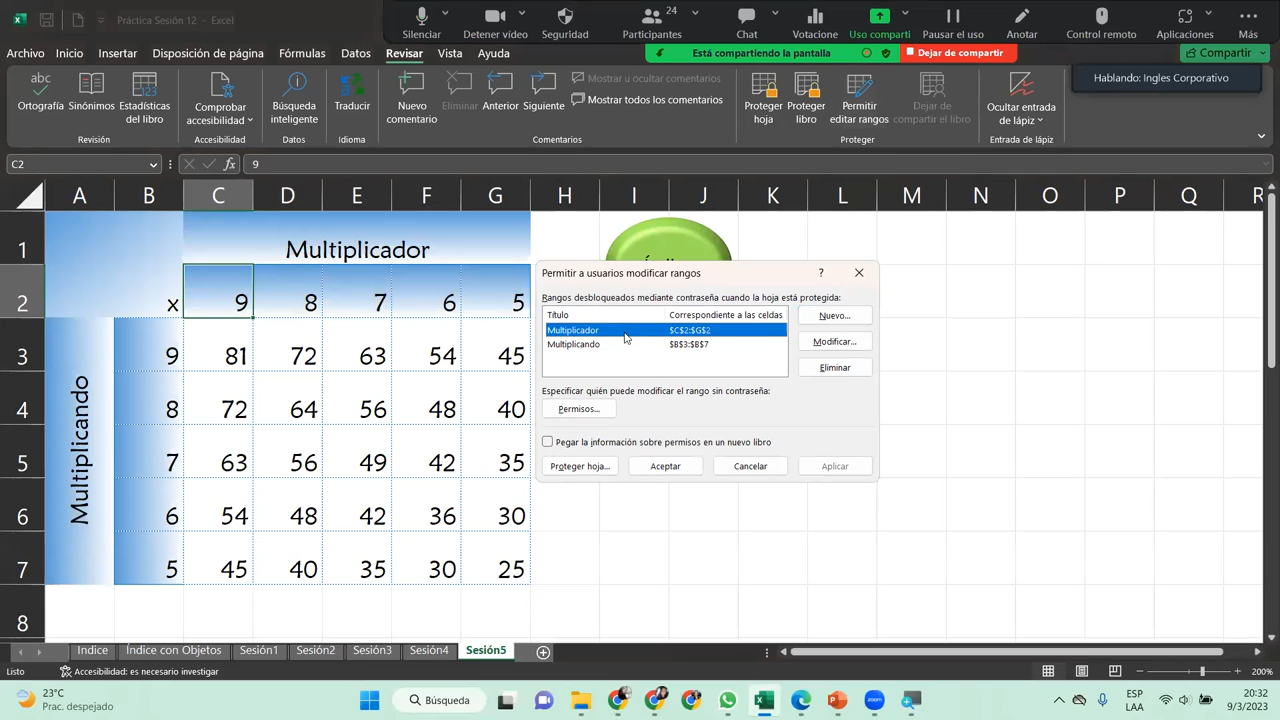 Práctica Sesión 12 - Excel
Silenciar
Detener vídeo
Seguridad
24
Participantes
Chat
Votacione
Uso comparti
Pausar el uso
Anotar
Control remoto
Aplicaciones
Más
Archivo Inicio Insertar Disposición de página Fórmulas Datos Revisar Vista Ayuda
Está compartiendo la pantalla
Dejar de compartir
Compartir
Hablando: Ingles Corporativo
abc
Ortografía
Sinónimos
Estadísticas
del libro
Revisión
Comprobar
accesibilidad
Accesibilidad
Búsqueda
inteligente
Datos
Traducir
Idioma
Nuevo
comentario
Eliminar
Anterior
Siguiente
Mostrar u ocultar comentario
Mostrar todos los comentarios
Comentarios
Proteger
hoja
Proteger
libro
Permitir
editar rangos
Dejar de
compartir el libro
Proteger
Ocultar entrada
de lápiz
Entrada de lápiz
C2
fx
9
A B C D E F G H I J K L M N O P Q R
1 Multiplicador
2 x 9 8 7 6 5
3 9 81 72 63 54 45
4 8 72 64 56 48 40
5 7 63 56 49 42 35
6 6 54 48 42 36 30
7 5 45 40 35 30 25
8
Multiplicando
Permitir a usuarios modificar rangos
?
Rangos desbloqueados mediante contraseña cuando la hoja está protegida:
Título Correspondiente a las celdas
Multiplicador $C$2:$G$2
Multiplicando $B$3:$B$7
Nuevo...
Modificar...
Eliminar
Especificar quién puede modificar el rango sin contraseña:
Permisos...
Pegar la información sobre permisos en un nuevo libro
Proteger hoja... Aceptar Cancelar Aplicar
Indice Índice con Objetos Sesión1 Sesión2 Sesión3 Sesión4 Sesión5
Listo Accesibilidad: es necesario investigar
200%
23°C
Prac. despejado
Búsqueda
zoom
ESP
LAA
20:32
9/3/2023